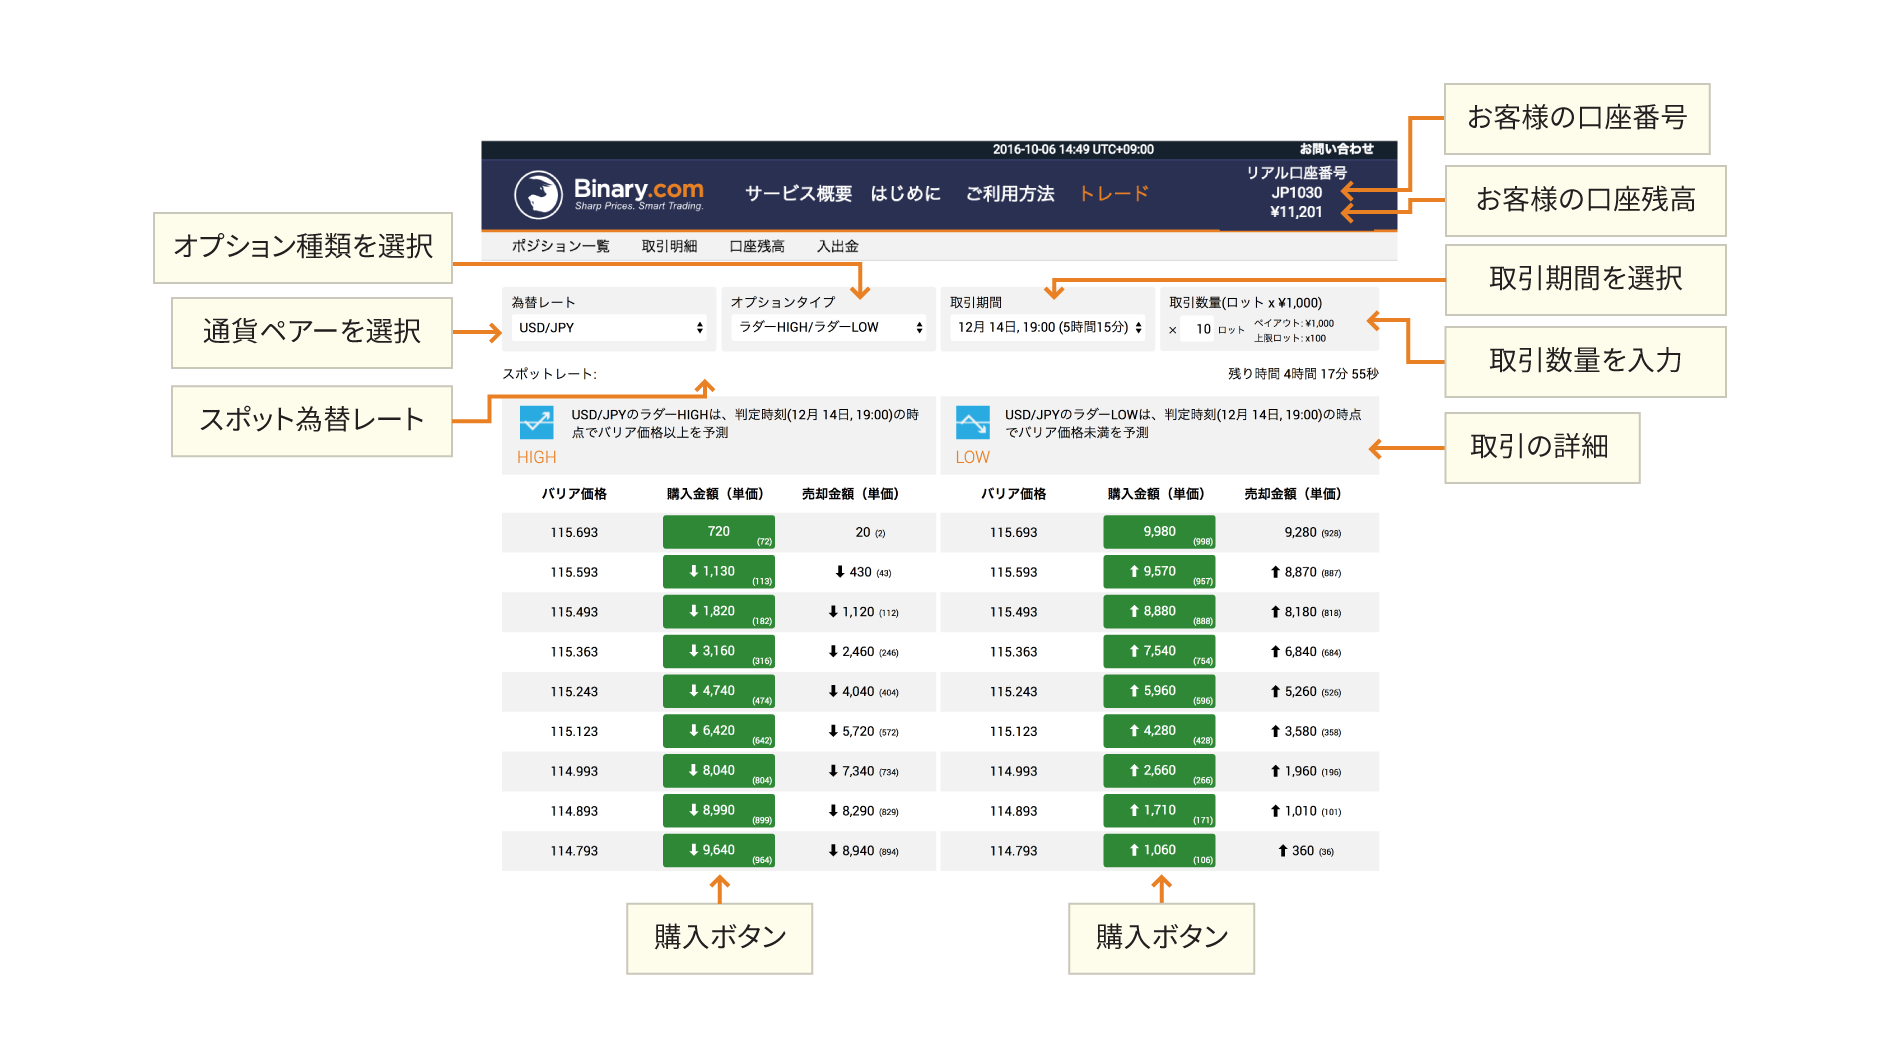 お客様の口座番号
お客様の口座残高
取引期間を選択
取引数量を入力
取引の詳細
オプション種類を選択
通貨ペアーを選択
スポット為替レート
2016-10-06 14:49 UTC+09:00 お問い合わせ
Binary.com
Sharp Prices. Smart Trading.
サービス概要 はじめに ご利用方法 トレード
リアル口座番号
JP1030
¥11,201
ポジション一覧 取引明細 口座残高 入出金
為替レート
USD/JPY
オプションタイプ
ラダーHIGH/ラダーLOW
取引期間
12月 14日, 19:00 (5時間15分)
取引数量(ロット x ¥1,000)
× 10 ロット
ペイアウト: ¥1,000
上限ロット: x100
スポットレート:
残り時間 4時間 17分 55秒
HIGH
USD/JPYのラダーHIGHは、判定時刻(12月 14日, 19:00)の時
点でバリア価格以上を予測
LOW
USD/JPYのラダーLOWは、判定時刻(12月 14日, 19:00)の時点
でバリア価格未満を予測
バリア価格 購入金額（単価） 売却金額（単価） バリア価格 購入金額（単価） 売却金額（単価）
115.693 720 (72) 20 (2) 115.693 9,980 (998) 9,280 (928)
115.593 ⬇ 1,130 (113) ⬇ 430 (43) 115.593 ⬆ 9,570 (957) ⬆ 8,870 (887)
115.493 ⬇ 1,820 (182) ⬇ 1,120 (112) 115.493 ⬆ 8,880 (888) ⬆ 8,180 (818)
115.363 ⬇ 3,160 (316) ⬇ 2,460 (246) 115.363 ⬆ 7,540 (754) ⬆ 6,840 (684)
115.243 ⬇ 4,740 (474) ⬇ 4,040 (404) 115.243 ⬆ 5,960 (596) ⬆ 5,260 (526)
115.123 ⬇ 6,420 (642) ⬇ 5,720 (572) 115.123 ⬆ 4,280 (428) ⬆ 3,580 (358)
114.993 ⬇ 8,040 (804) ⬇ 7,340 (734) 114.993 ⬆ 2,660 (266) ⬆ 1,960 (196)
114.893 ⬇ 8,990 (899) ⬇ 8,290 (829) 114.893 ⬆ 1,710 (171) ⬆ 1,010 (101)
114.793 ⬇ 9,640 (964) ⬇ 8,940 (894) 114.793 ⬆ 1,060 (106) ⬆ 360 (36)
購入ボタン
購入ボタン